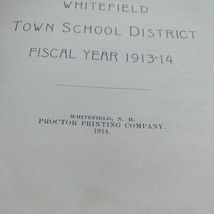 WHITEFIELD
TOWN SCHOOL DISTRICT
FISCAL YEAR 1913-14
WHITEFIELD, N. H.
PROCTOR PRINTING COMPANY.
1914.